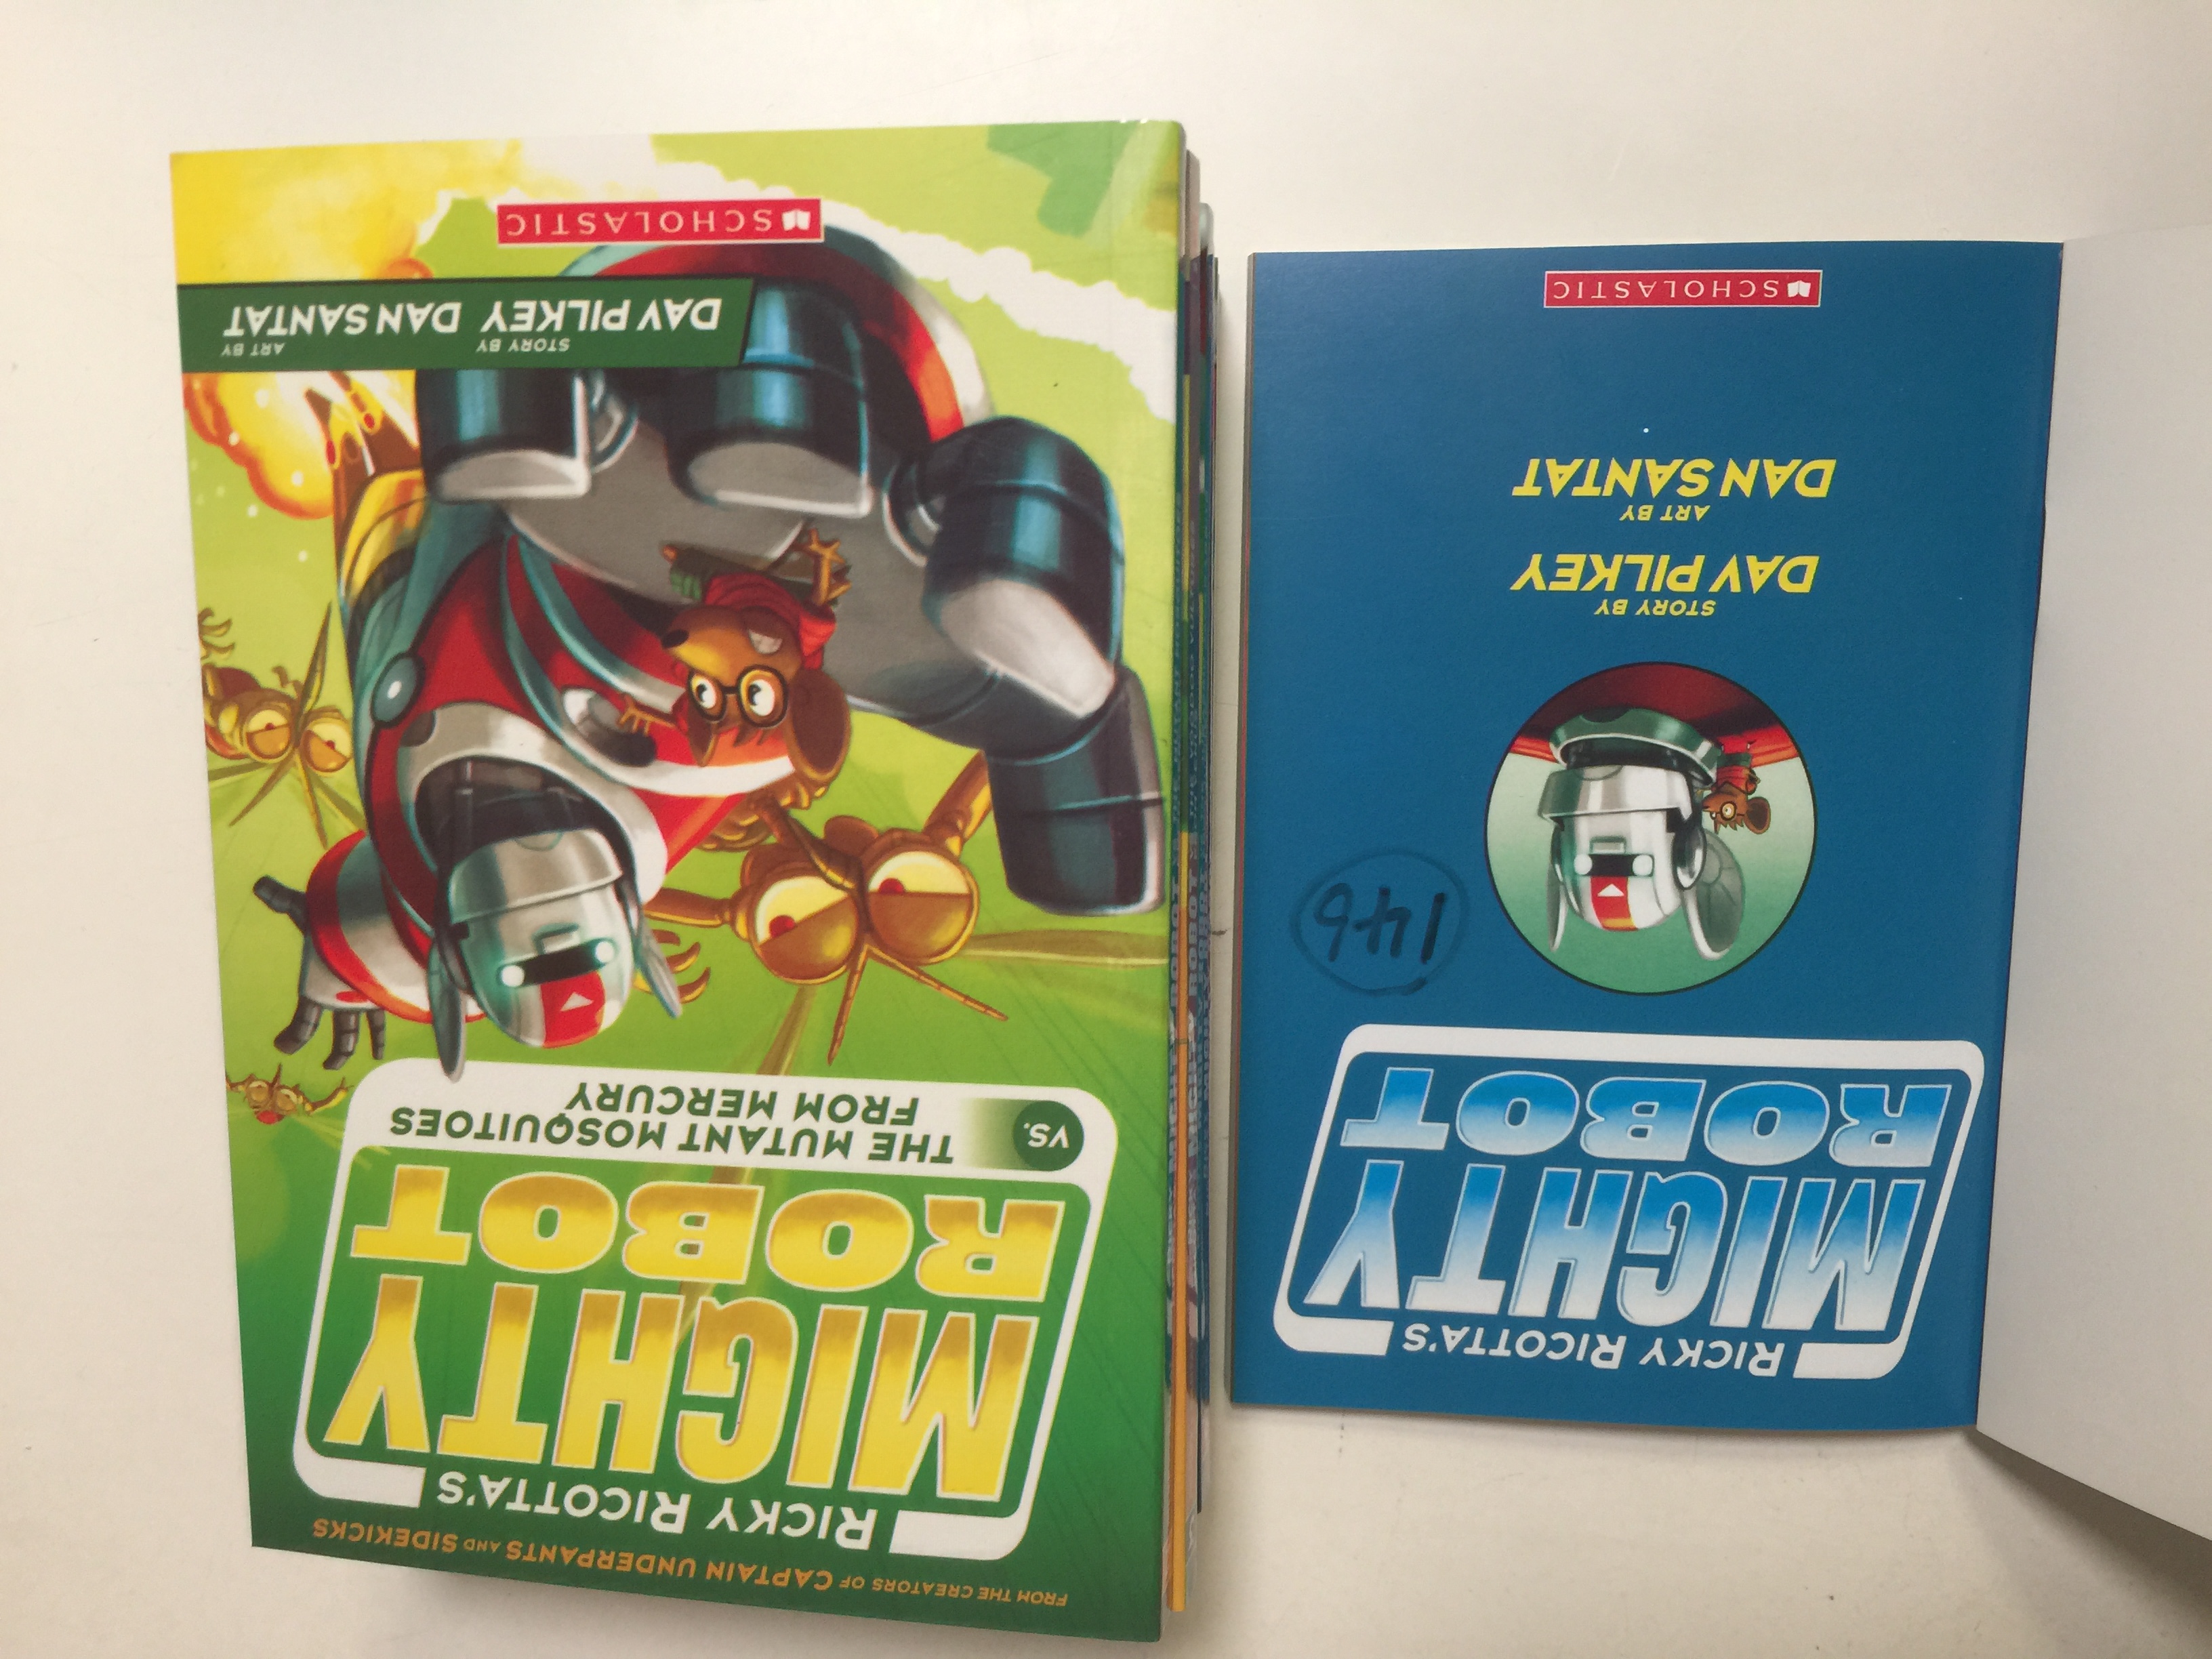 RICKY RICOTTA'S
MIGHTY
ROBOT
146
STORY BY
DAV PILKEY
ART BY
DAN SANTAT
SCHOLASTIC
FROM THE CREATORS OF CAPTAIN UNDERPANTS AND SIDEKICKS
RICKY RICOTTA'S
MIGHTY
ROBOT
VS. THE MUTANT MOSQUITOES
FROM MERCURY
STORY BY ART BY
DAV PILKEY DAN SANTAT
SCHOLASTIC